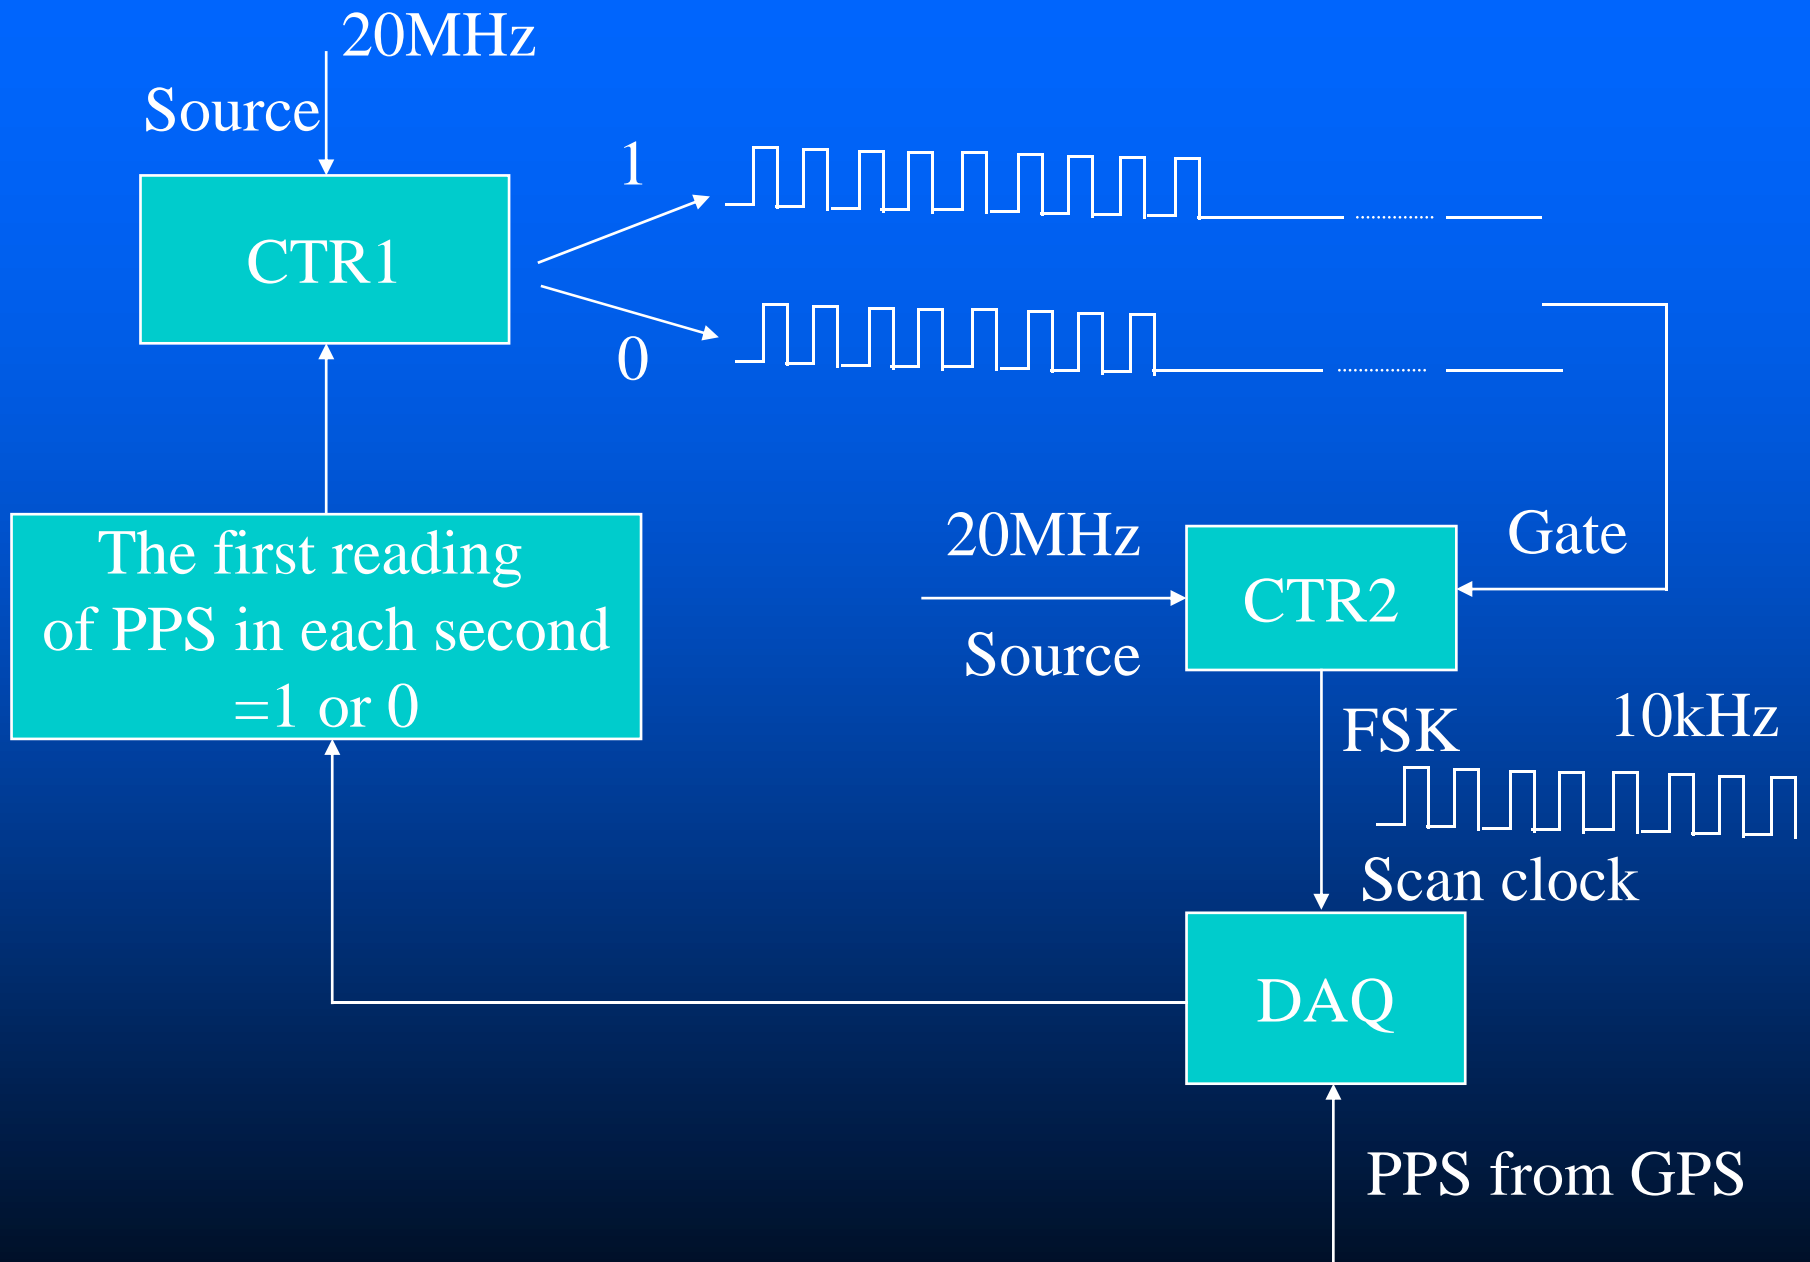 20MHz
Source
1
CTR1
0
The first reading
of PPS in each second
=1 or 0
20MHz
Source
CTR2
Gate
FSK
10kHz
Scan clock
DAQ
PPS from GPS